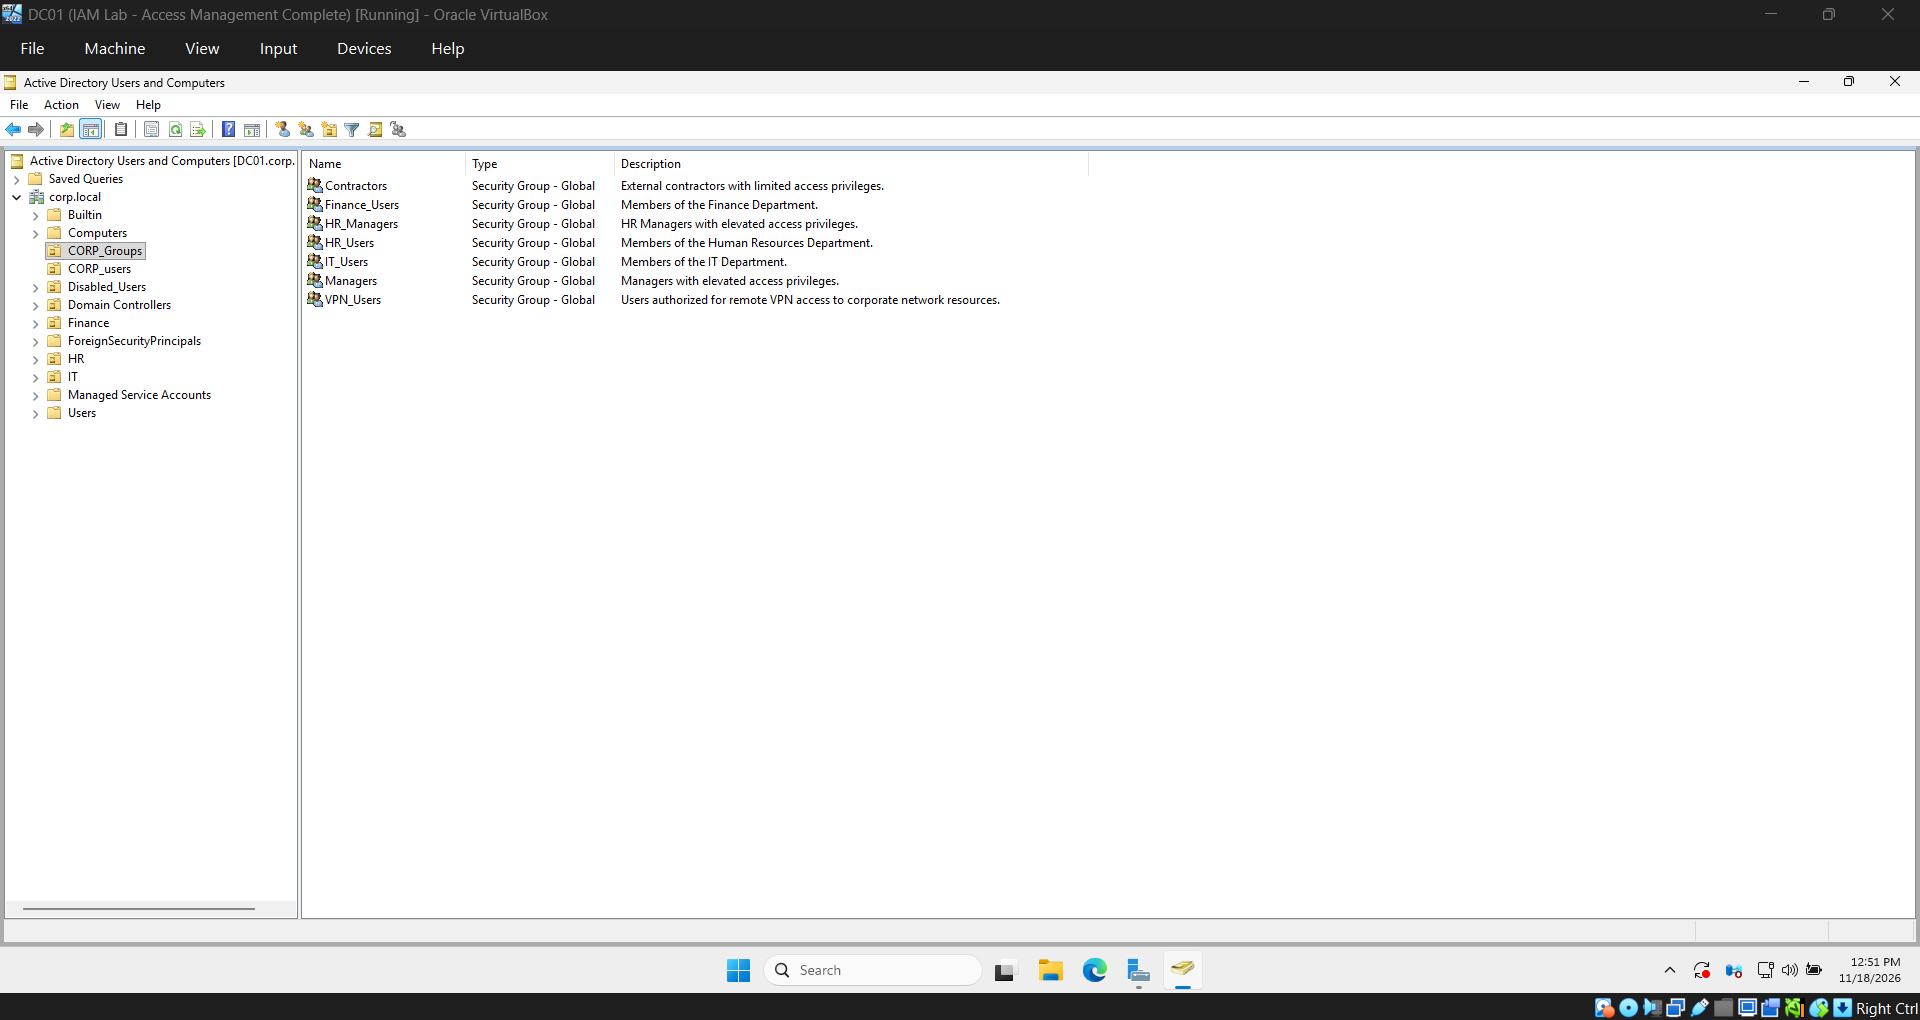 DC01 (IAM Lab - Access Management Complete) [Running] - Oracle VirtualBox
File Machine View Input Devices Help
Active Directory Users and Computers
File Action View Help
Active Directory Users and Computers [DC01.corp.
Saved Queries
corp.local
Builtin
Computers
CORP_Groups
CORP_users
Disabled_Users
Domain Controllers
Finance
ForeignSecurityPrincipals
HR
IT
Managed Service Accounts
Users
Name Type Description
Contractors Security Group - Global External contractors with limited access privileges.
Finance_Users Security Group - Global Members of the Finance Department.
HR_Managers Security Group - Global HR Managers with elevated access privileges.
HR_Users Security Group - Global Members of the Human Resources Department.
IT_Users Security Group - Global Members of the IT Department.
Managers Security Group - Global Managers with elevated access privileges.
VPN_Users Security Group - Global Users authorized for remote VPN access to corporate network resources.
Search
12:51 PM
11/18/2026
Right Ctrl